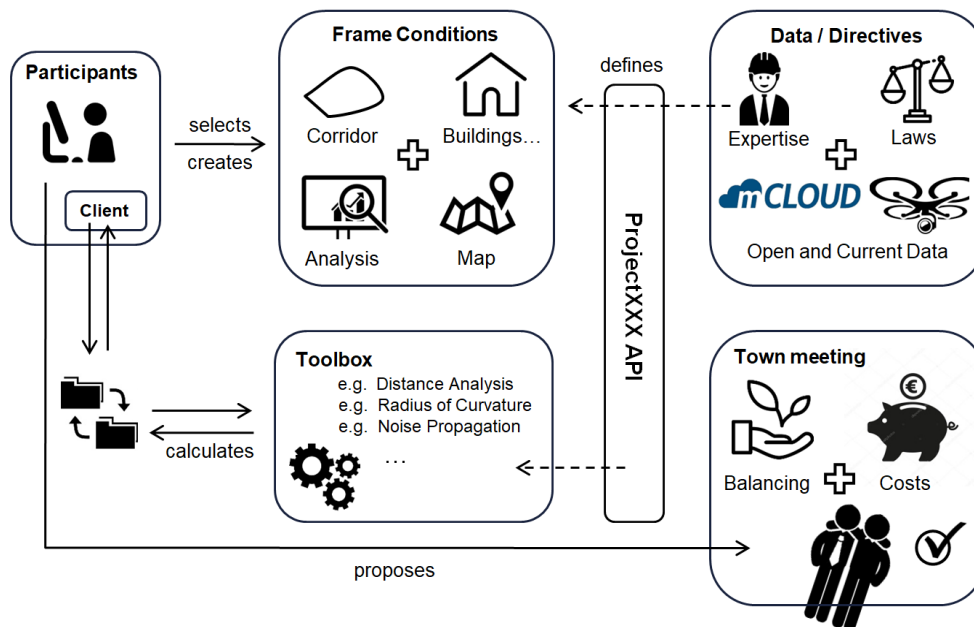 Participants
Client
selects
creates
Frame Conditions
Corridor
Buildings…
Analysis
Map
defines
ProjectXXX API
Data / Directives
Expertise
Laws
mCLOUD
Open and Current Data
calculates
Toolbox
e.g. Distance Analysis
e.g. Radius of Curvature
e.g. Noise Propagation
…
Town meeting
€
Balancing
Costs
proposes